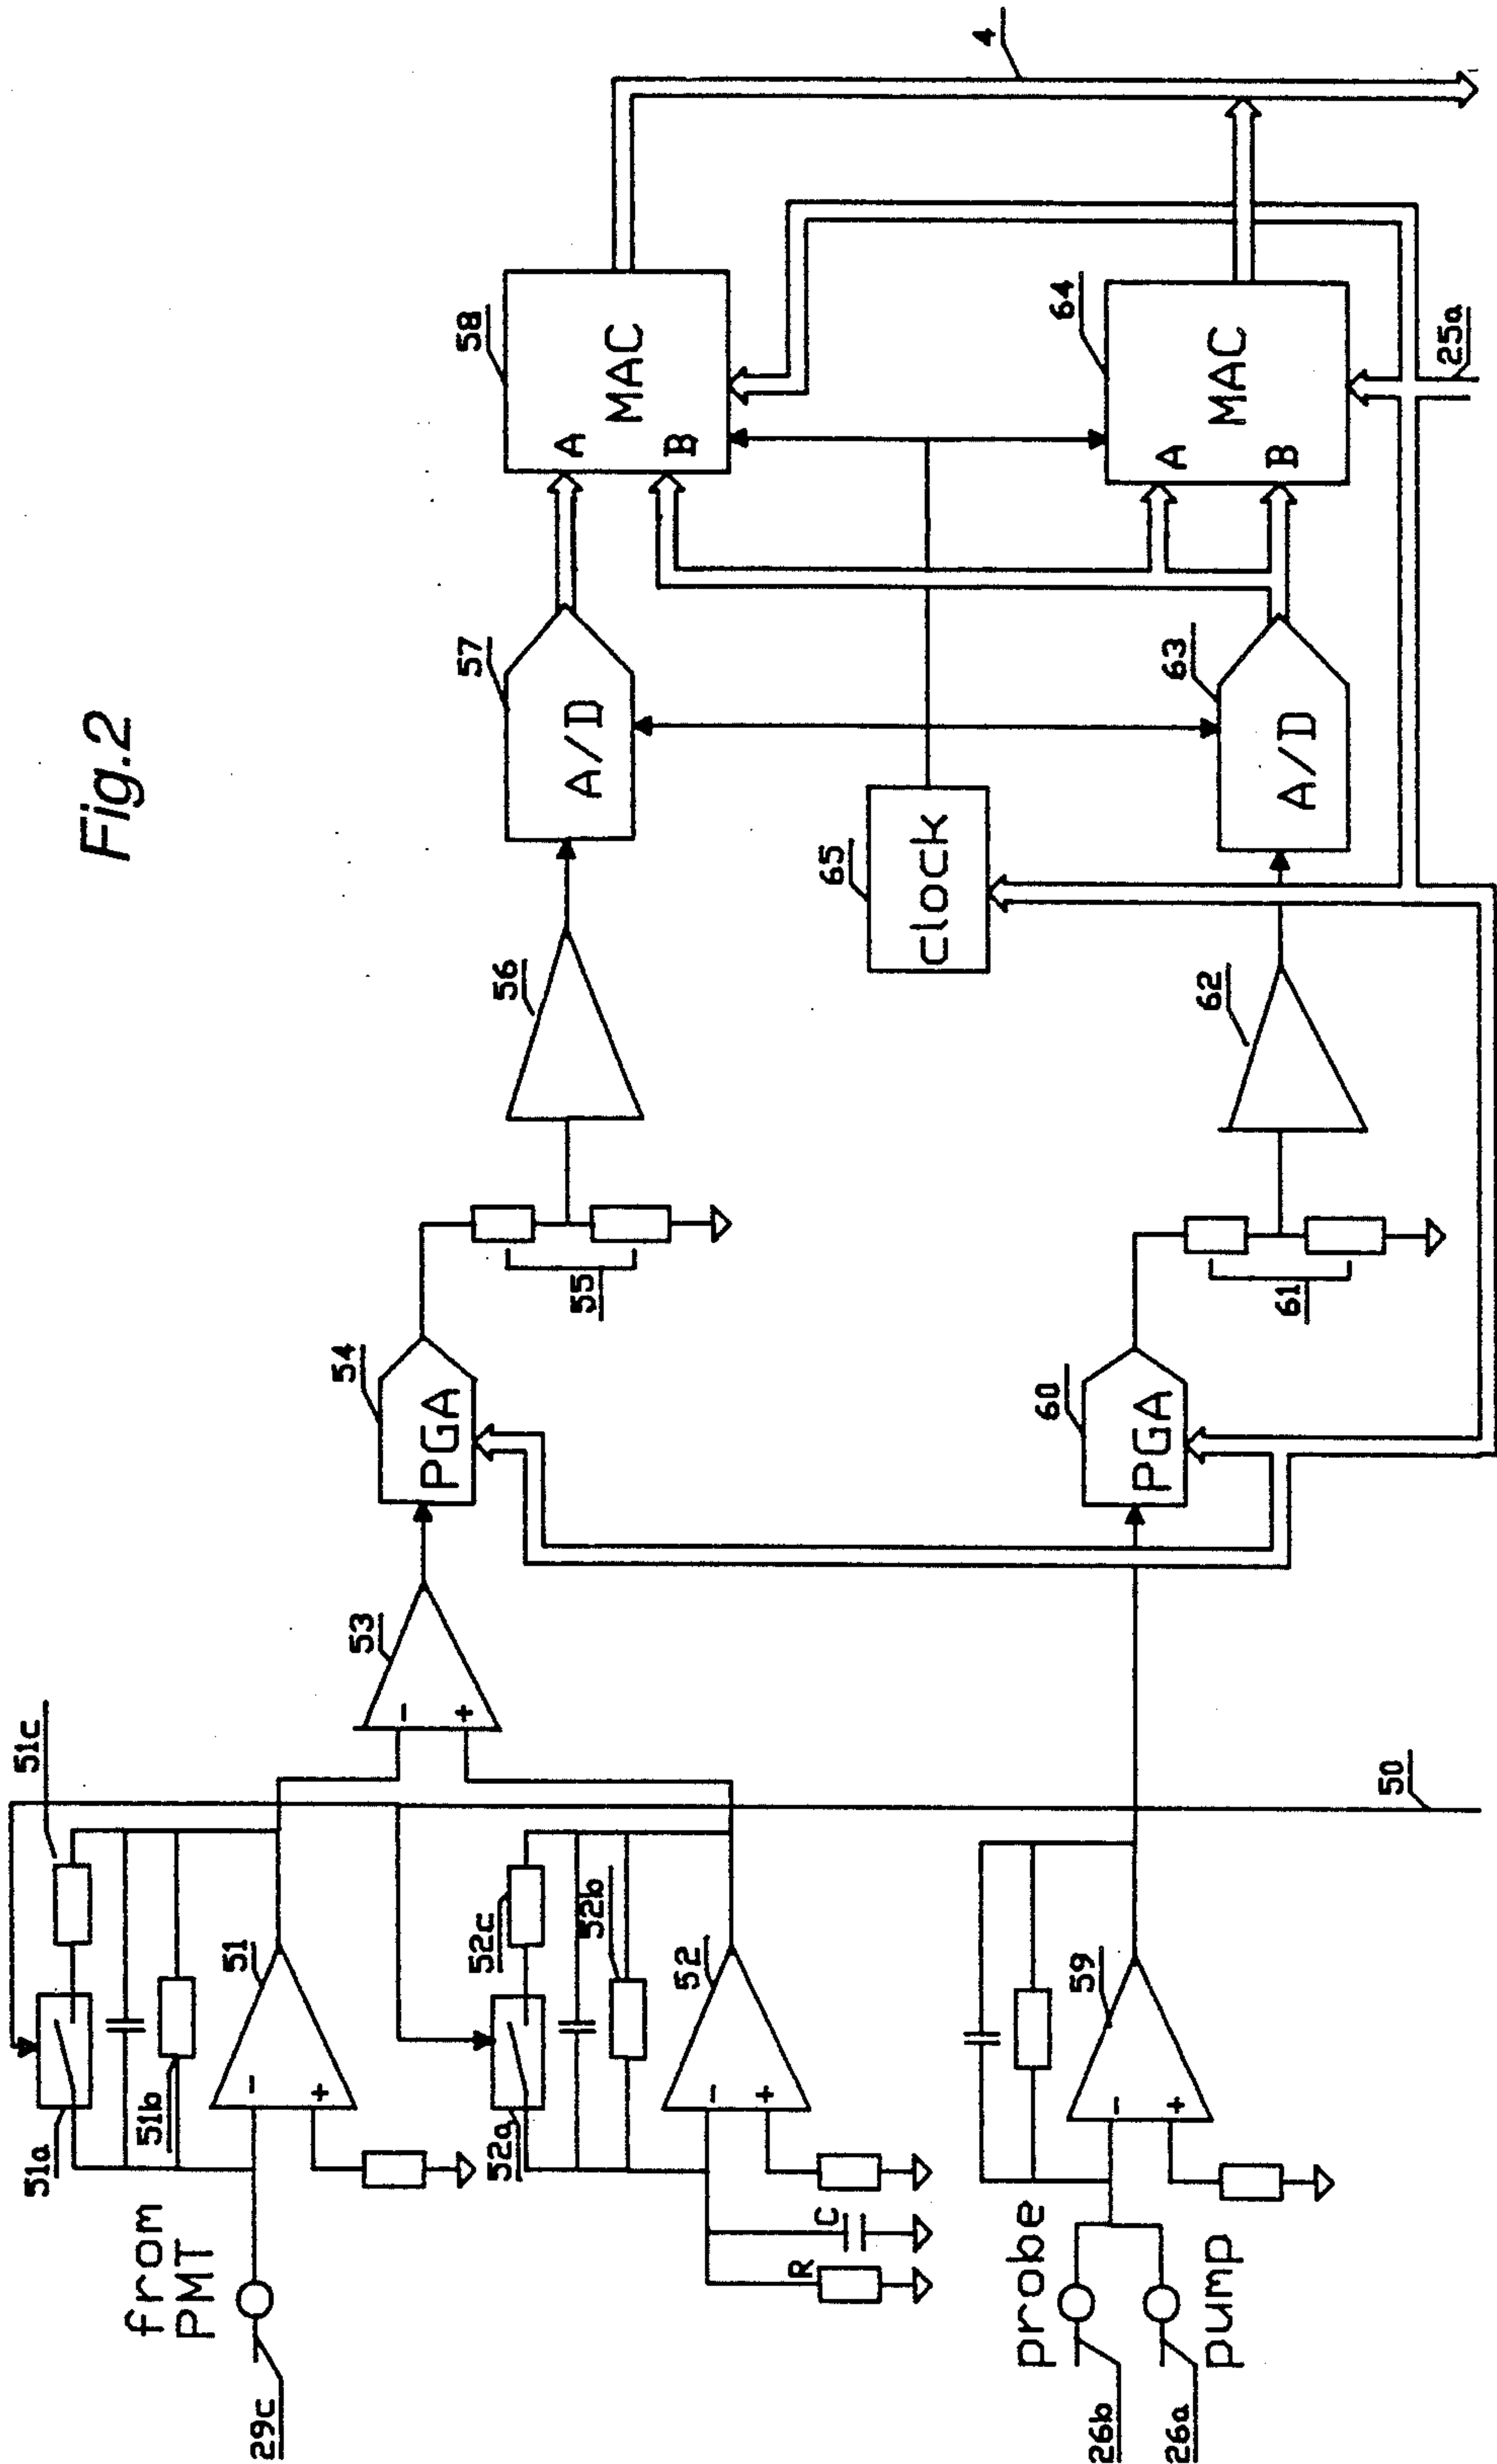 Fig.2
51a
51c
51b
51
from
PMT
29c
53
54
PGA
55
56
57
A/D
58
MAC
A
B
4
52a
52c
52b
52
R
C
50
65
clock
probe
26b
26a
pump
59
60
PGA
61
62
63
A/D
64
MAC
A
B
25a
-
+
-
+
-
+
-
+